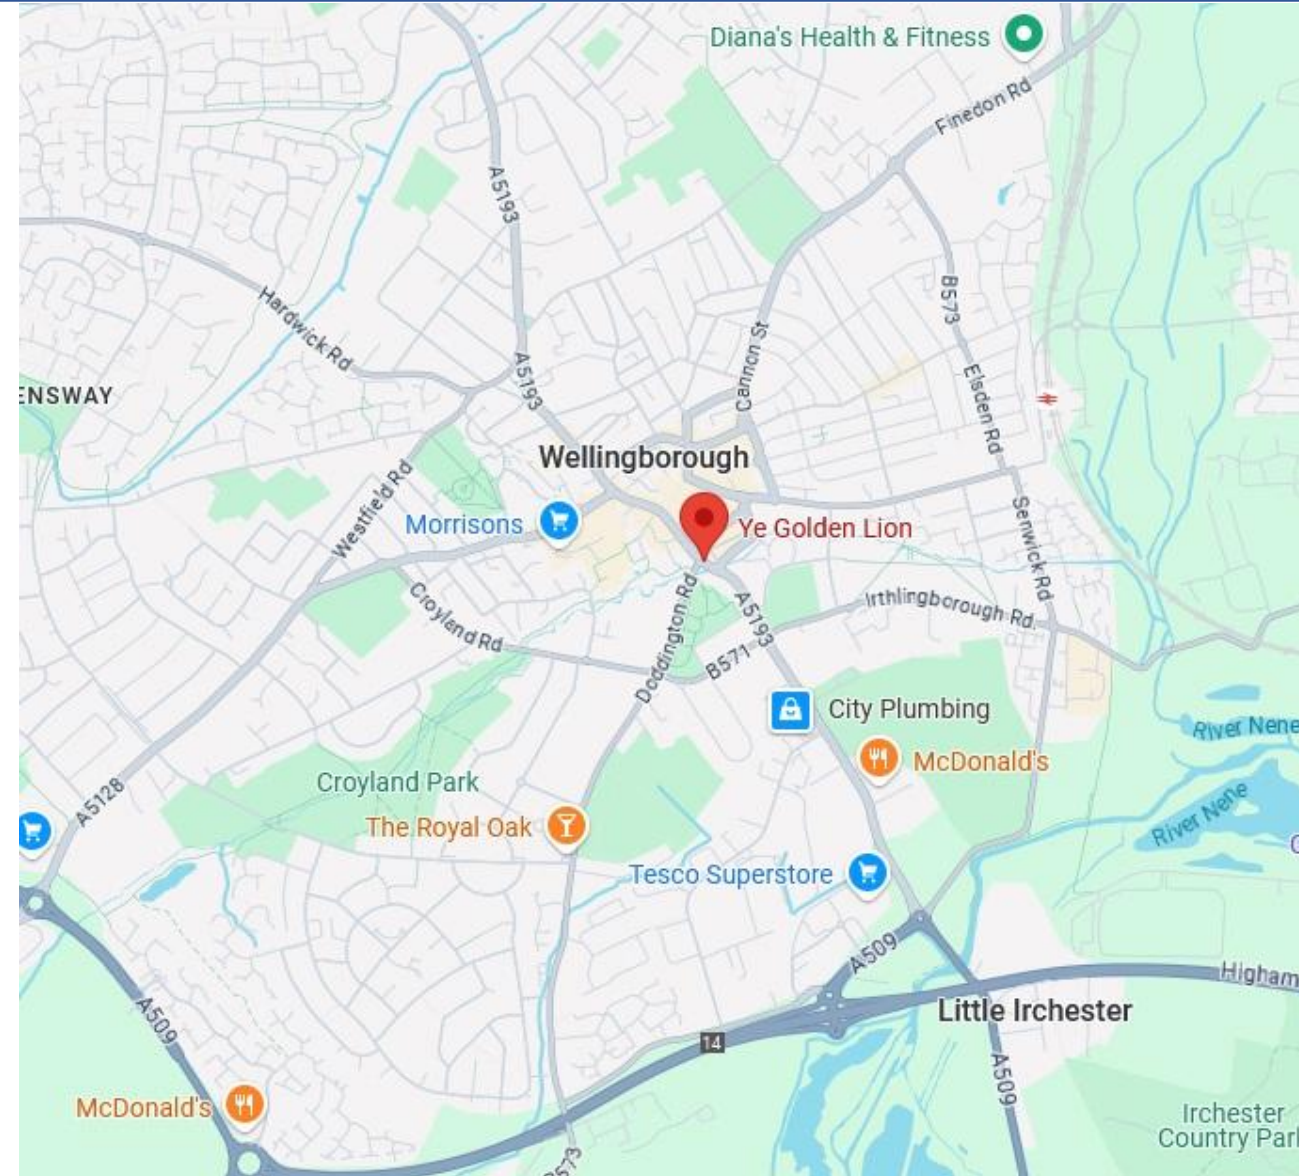 Diana's Health & Fitness
Finedon Rd
A5193
Hardwick Rd
B573
Cannon St
A5193
Elsden Rd
ENSWAY
Wellingborough
Westfield Rd
Morrisons
Ye Golden Lion
Senwick Rd
Croyland Rd
Doddington Rd
A5193
Irthlingborough Rd
B571
City Plumbing
River Nene
McDonald's
Croyland Park
A5128
The Royal Oak
River Nene
Tesco Superstore
A509
Higham
Little Irchester
A509
14
A509
McDonald's
Irchester
Country Par
B573